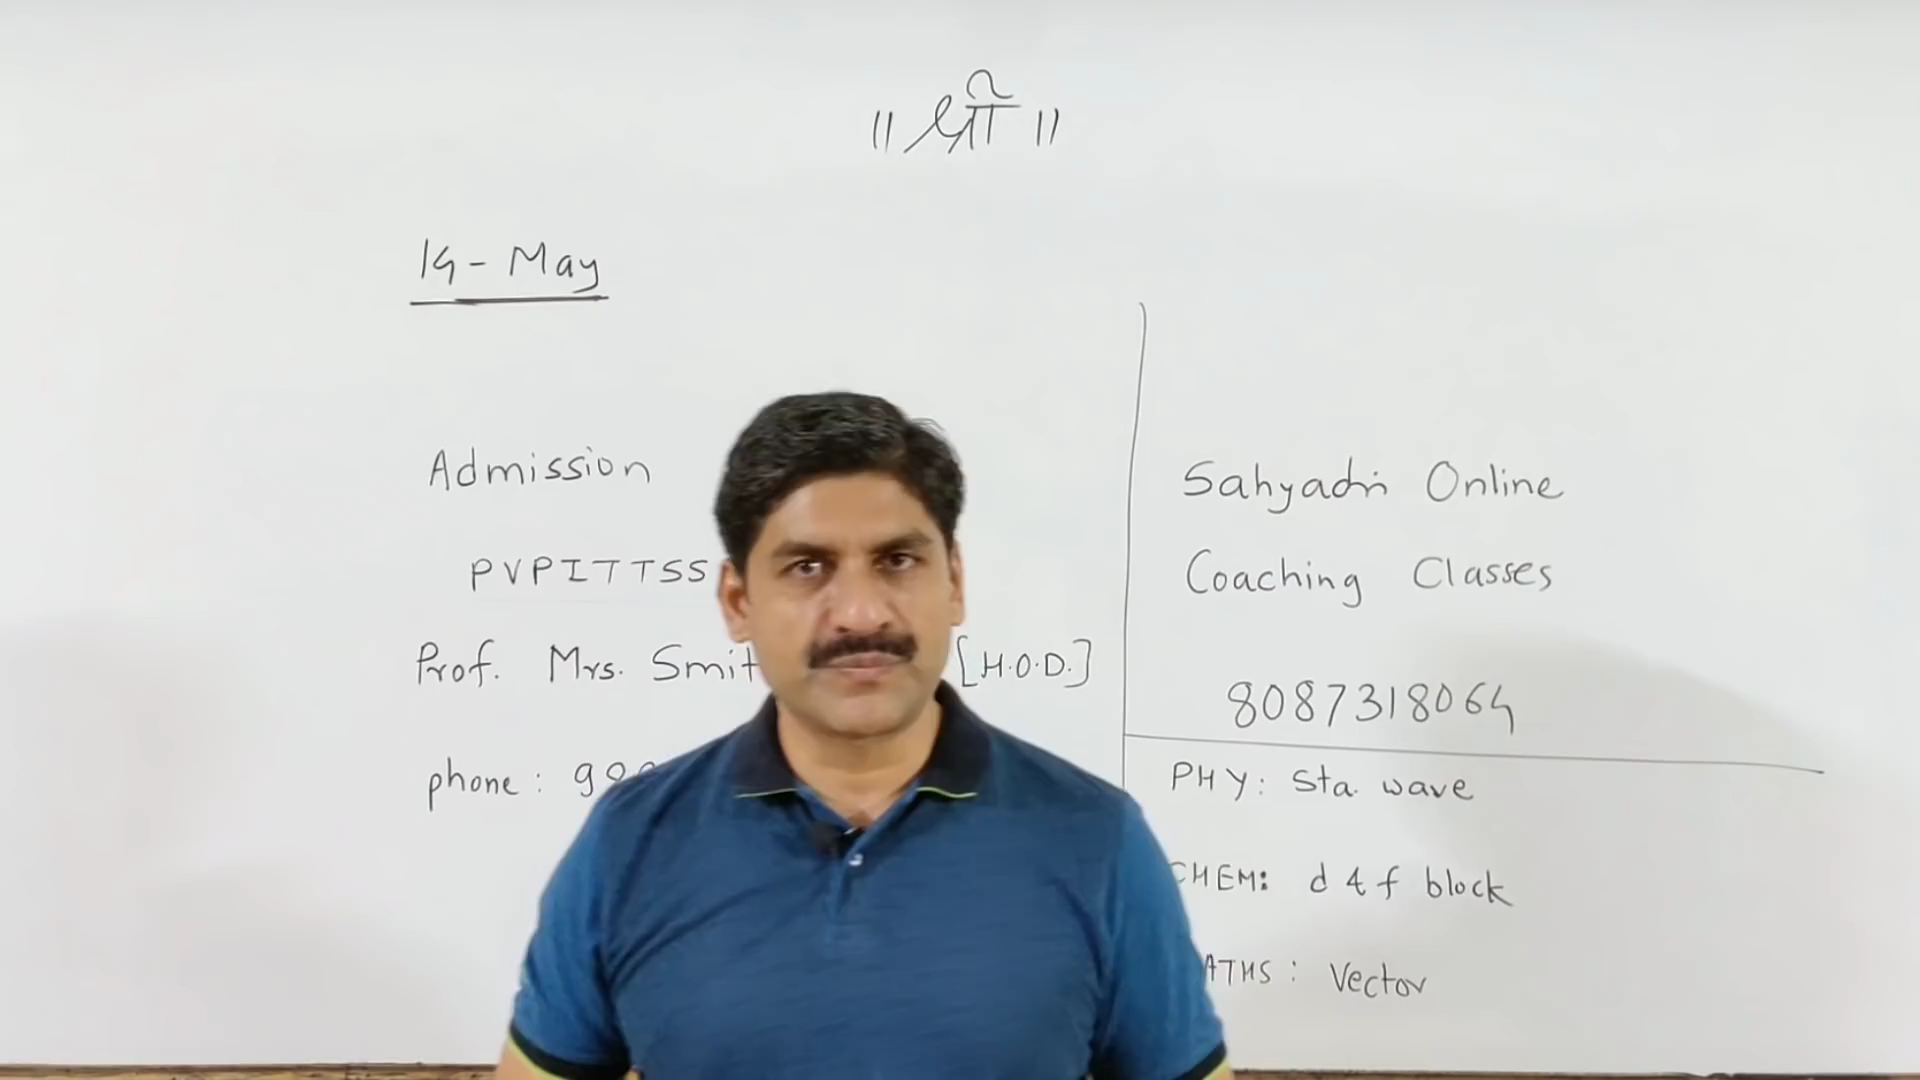 ॥ श्री ॥
14 - May
Admission
PVPITTSS
Prof. Mrs. Smit
[H.O.D.]
phone :
Sahyadri Online
Coaching Classes
8087318064
PHY : Sta. wave
CHEM: d & f block
ATHS : Vector